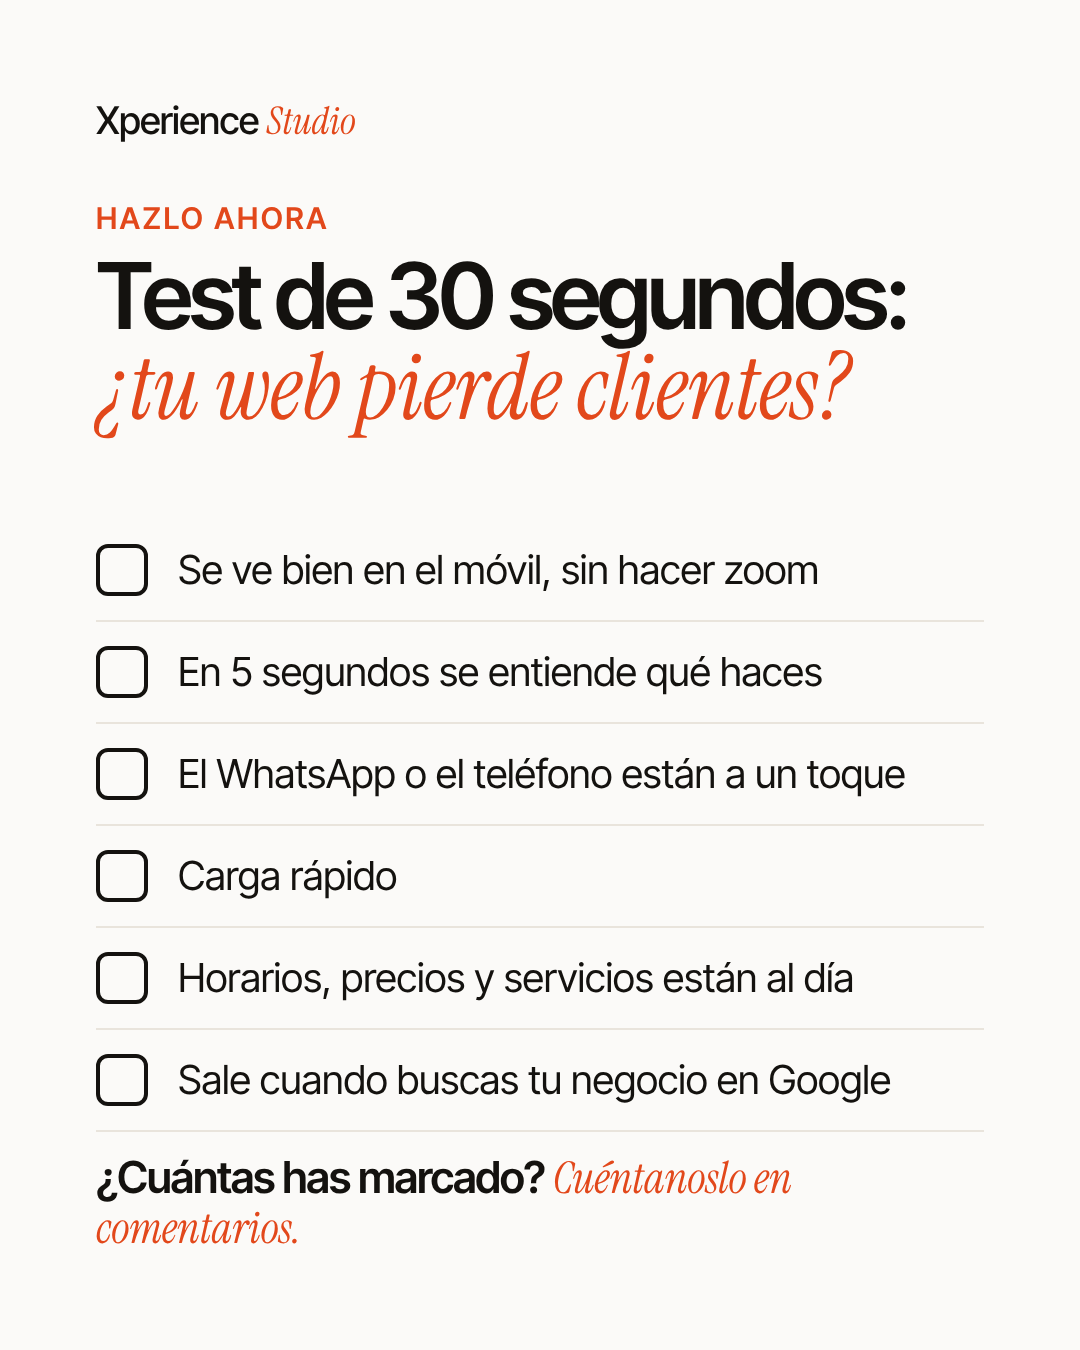 Xperience Studio
HAZLO AHORA
Test de 30 segundos:
¿tu web pierde clientes?
Se ve bien en el móvil, sin hacer zoom
En 5 segundos se entiende qué haces
El WhatsApp o el teléfono están a un toque
Carga rápido
Horarios, precios y servicios están al día
Sale cuando buscas tu negocio en Google
¿Cuántas has marcado? Cuéntanoslo en
comentarios.